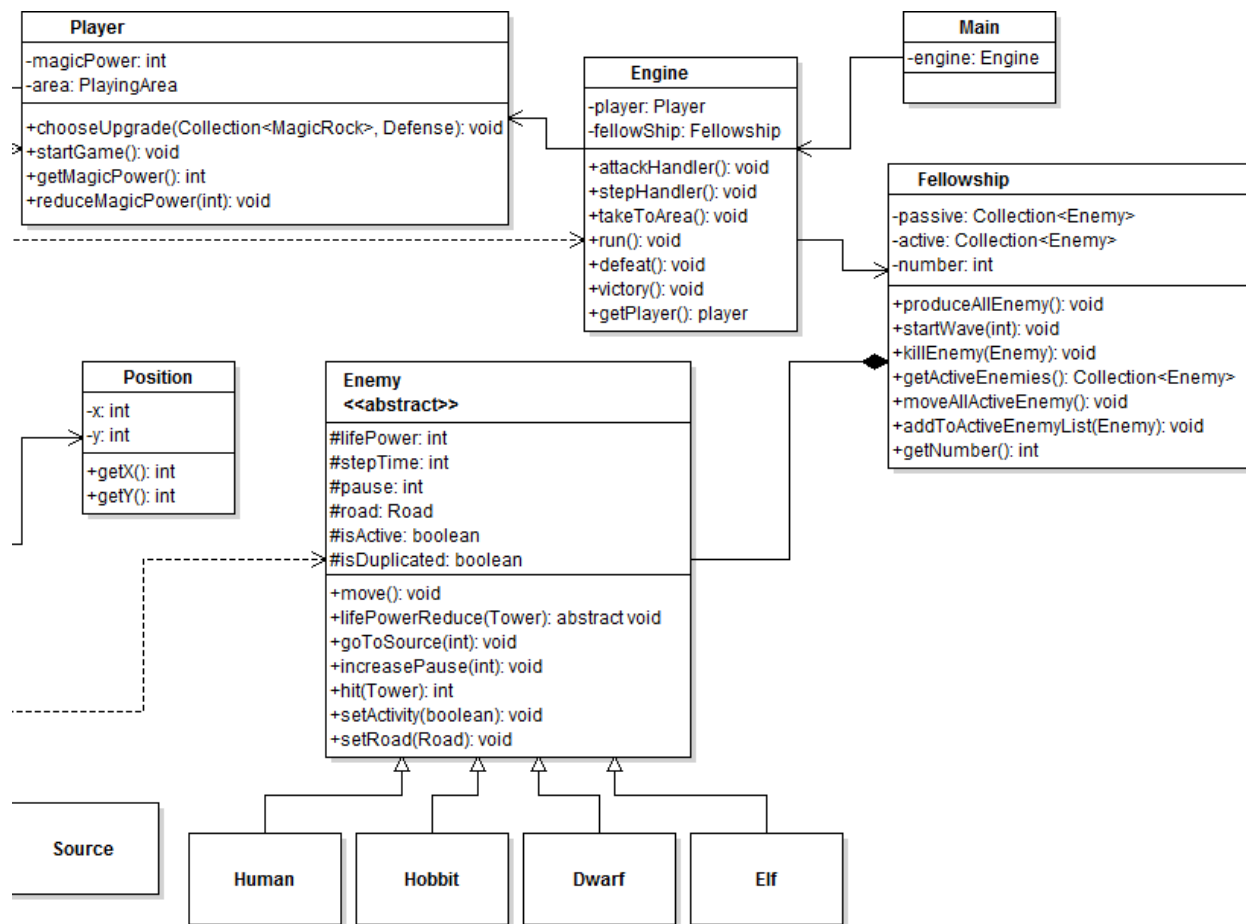 Player
-magicPower: int
-area: PlayingArea
+chooseUpgrade(Collection<MagicRock>, Defense): void
+startGame(): void
+getMagicPower(): int
+reduceMagicPower(int): void
Engine
-player: Player
-fellowShip: Fellowship
+attackHandler(): void
+stepHandler(): void
+takeToArea(): void
+run(): void
+defeat(): void
+victory(): void
+getPlayer(): player
Main
-engine: Engine
Fellowship
-passive: Collection<Enemy>
-active: Collection<Enemy>
-number: int
+produceAllEnemy(): void
+startWave(int): void
+killEnemy(Enemy): void
+getActiveEnemies(): Collection<Enemy>
+moveAllActiveEnemy(): void
+addToActiveEnemyList(Enemy): void
+getNumber(): int
Position
-x: int
-y: int
+getX(): int
+getY(): int
Enemy
<<abstract>>
#lifePower: int
#stepTime: int
#pause: int
#road: Road
#isActive: boolean
#isDuplicated: boolean
+move(): void
+lifePowerReduce(Tower): abstract void
+goToSource(int): void
+increasePause(int): void
+hit(Tower): int
+setActivity(boolean): void
+setRoad(Road): void
Source
Human
Hobbit
Dwarf
Elf